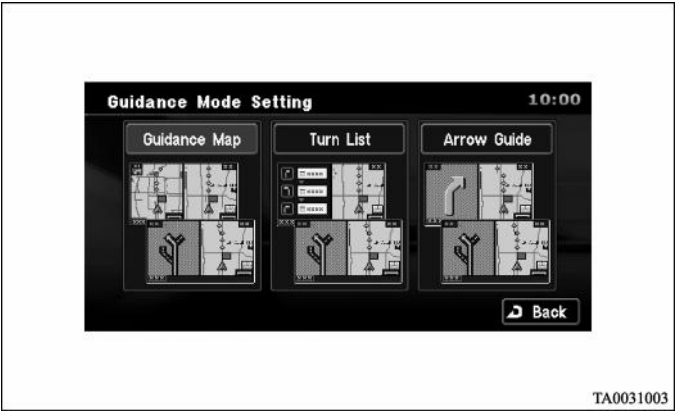 Guidance Mode Setting 10:00
Guidance Map Turn List Arrow Guide
Back
TA0031003